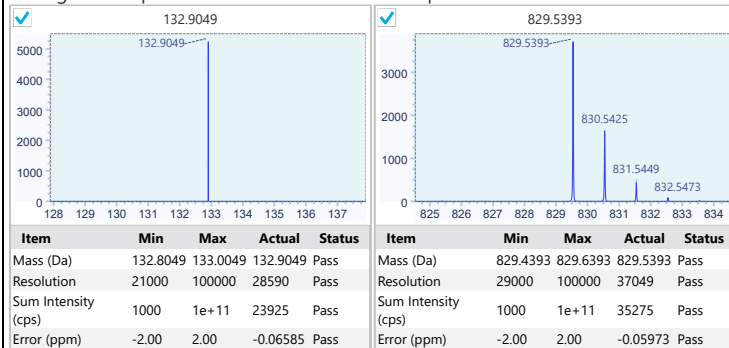 132.9049
132.9049
5000
4000
3000
2000
1000
0
128 129 130 131 132 133 134 135 136 137
Item Min Max Actual Status
Mass (Da) 132.8049 133.0049 132.9049 Pass
Resolution 21000 100000 28590 Pass
Sum Intensity (cps) 1000 1e+11 23925 Pass
Error (ppm) -2.00 2.00 -0.06585 Pass
829.5393
829.5393
830.5425
831.5449
832.5473
3000
2000
1000
0
825 826 827 828 829 830 831 832 833 834
Item Min Max Actual Status
Mass (Da) 829.4393 829.6393 829.5393 Pass
Resolution 29000 100000 37049 Pass
Sum Intensity (cps) 1000 1e+11 35275 Pass
Error (ppm) -2.00 2.00 -0.05973 Pass